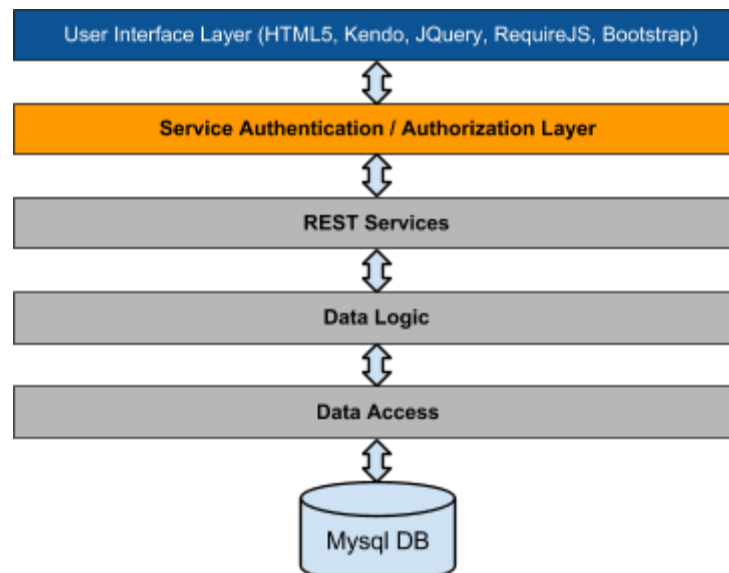 User Interface Layer (HTML5, Kendo, JQuery, RequireJS, Bootstrap)
Service Authentication / Authorization Layer
REST Services
Data Logic
Data Access
Mysql DB